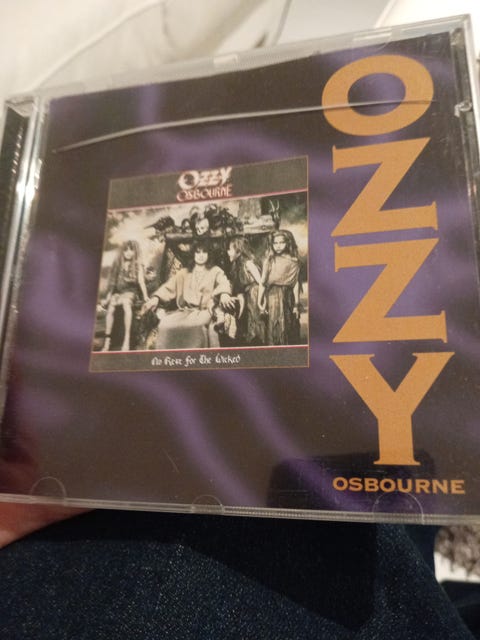 OZZY
OSBOURNE
OZZY
OSBOURNE
No Rest for The Wicked